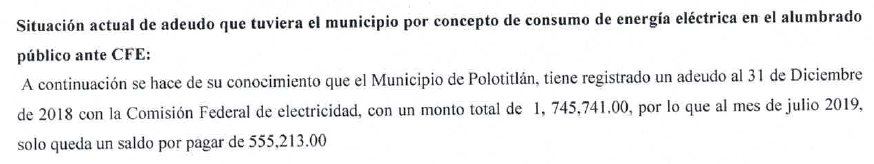 Situación actual de adeudo que tuviera el municipio por concepto de consumo de energía eléctrica en el alumbrado
público ante CFE:
A continuación se hace de su conocimiento que el Municipio de Polotitlán, tiene registrado un adeudo al 31 de Diciembre
de 2018 con la Comisión Federal de electricidad, con un monto total de 1, 745,741.00, por lo que al mes de julio 2019,
solo queda un saldo por pagar de 555,213.00